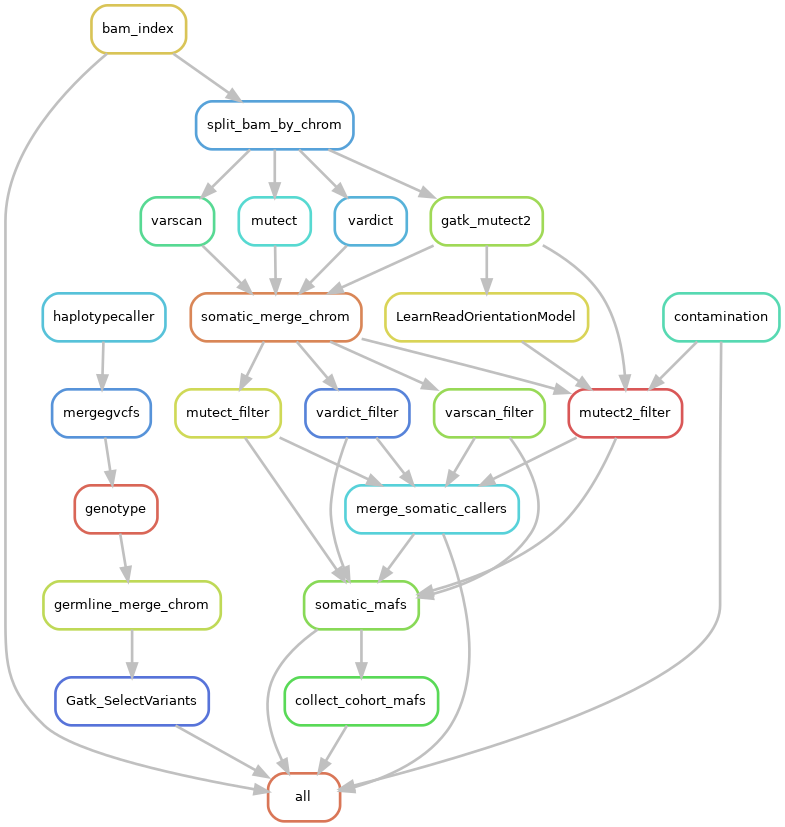 bam_index
split_bam_by_chrom
varscan
mutect
vardict
gatk_mutect2
haplotypecaller
somatic_merge_chrom
LearnReadOrientationModel
contamination
mergegvcfs
mutect_filter
vardict_filter
varscan_filter
mutect2_filter
genotype
merge_somatic_callers
germline_merge_chrom
somatic_mafs
Gatk_SelectVariants
collect_cohort_mafs
all